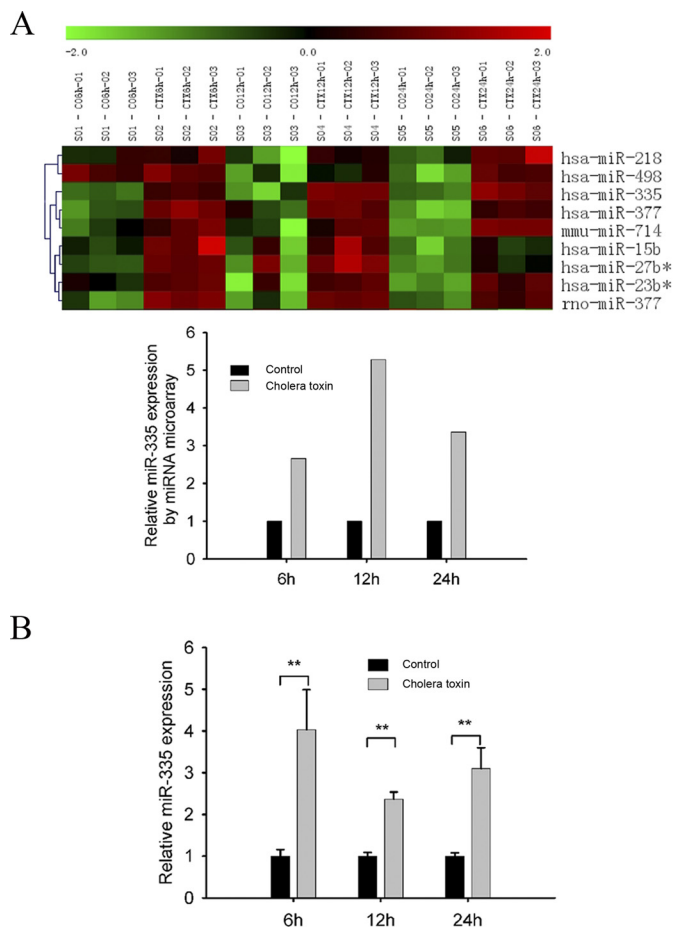 A
-2.0
0.0
2.0
S01 - C06h-01
S01 - C06h-02
S01 - C06h-03
S02 - CTX6h-01
S02 - CTX6h-02
S02 - CTX6h-03
S03 - C012h-01
S03 - C012h-02
S03 - C012h-03
S04 - CTX12h-01
S04 - CTX12h-02
S04 - CTX12h-03
S05 - C024h-01
S05 - C024h-02
S05 - C024h-03
S06 - CTX24h-01
S06 - CTX24h-02
S06 - CTX24h-03
hsa-miR-218
hsa-miR-498
hsa-miR-335
hsa-miR-377
mmu-miR-714
hsa-miR-15b
hsa-miR-27b*
hsa-miR-23b*
rno-miR-377
Relative miR-335 expression
by miRNA microarray
6
5
4
3
2
1
0
Control
Cholera toxin
6h
12h
24h
B
Relative miR-335 expression
6
5
4
3
2
1
0
Control
Cholera toxin
**
**
**
6h
12h
24h